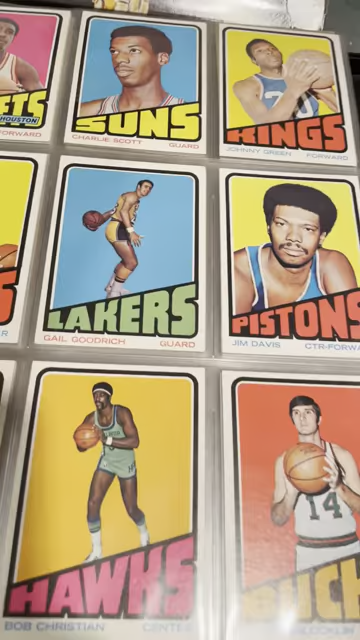 ETS
HOUSTON
FORWARD
SUNS
CHARLIE SCOTT GUARD
KINGS
JOHNNY GREEN FORWARD
LAKERS
GAIL GOODRICH GUARD
PISTONS
JIM DAVIS CTR-FORWA
HAWKS
BOB CHRISTIAN CENTE
14
BUCK